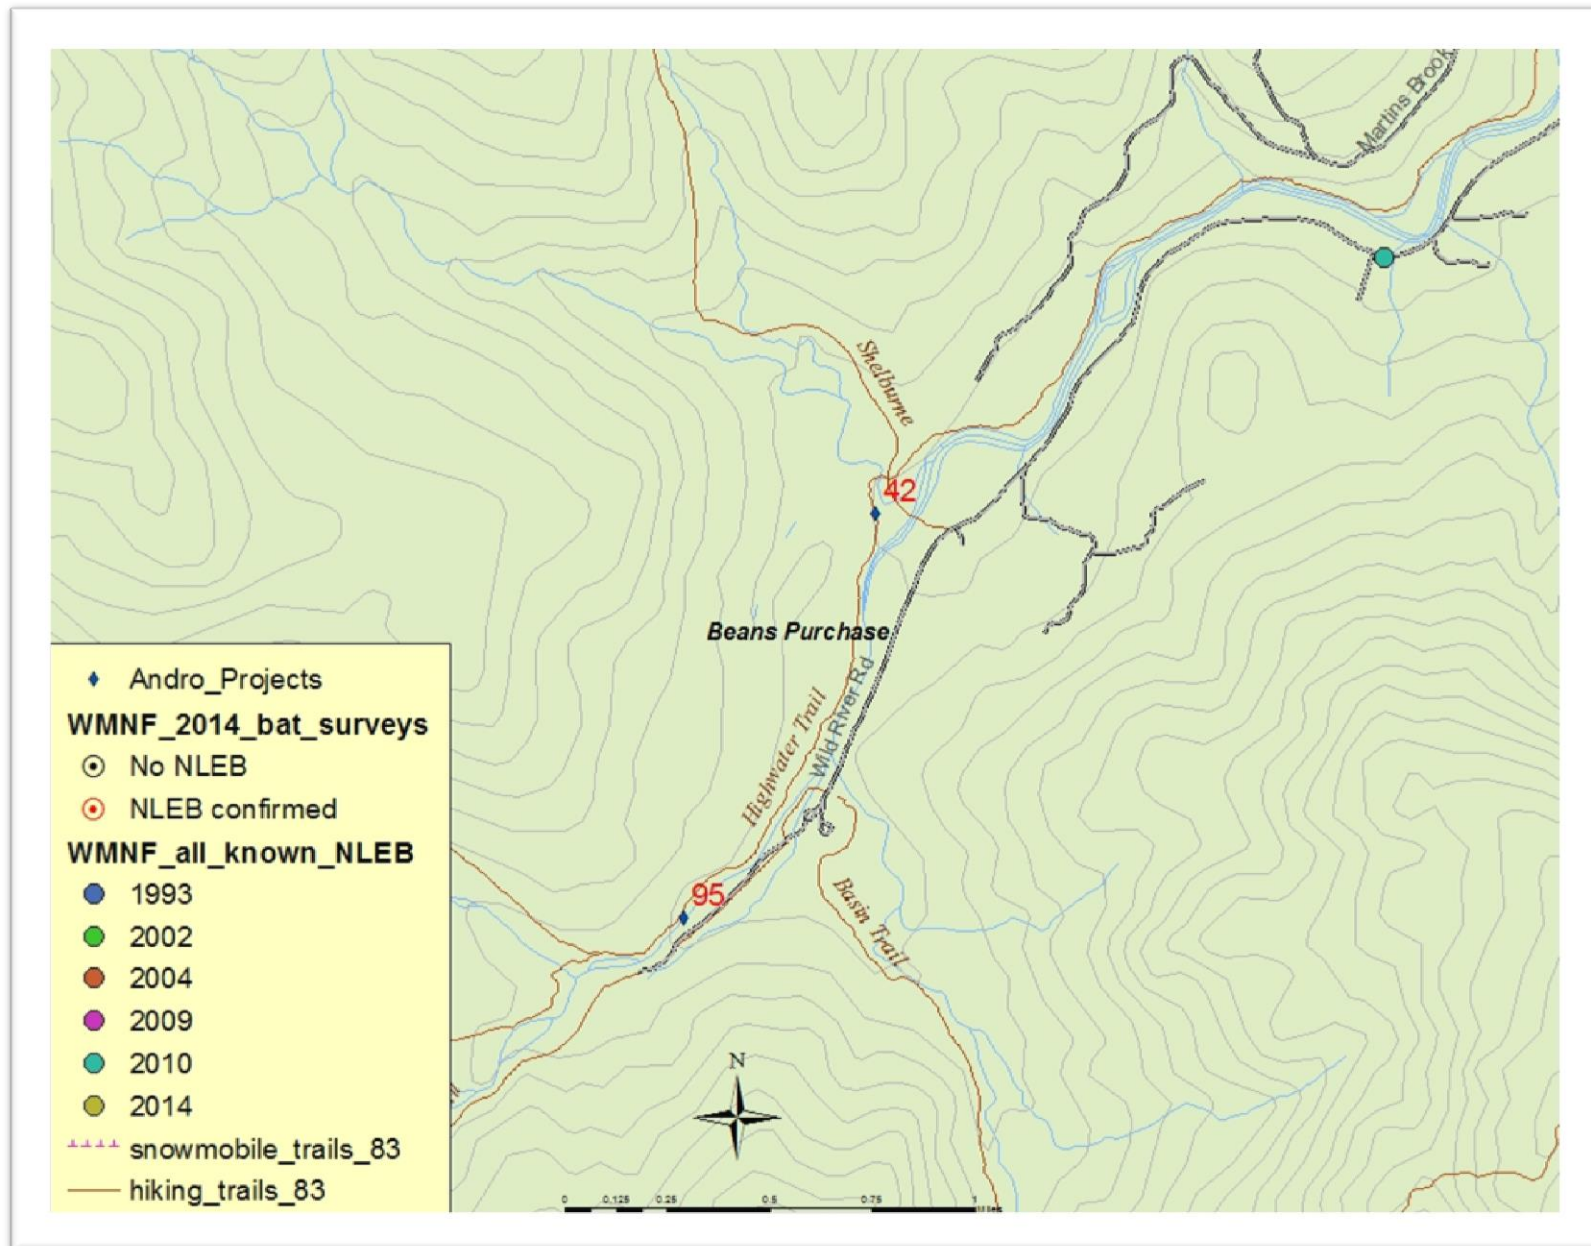 Martins Brook
Shelburne
42
Beans Purchase
Wild River Rd
Highwater Trail
95
Basin Trail
Andro_Projects
WMNF_2014_bat_surveys
No NLEB
NLEB confirmed
WMNF_all_known_NLEB
1993
2002
2004
2009
2010
2014
snowmobile_trails_83
hiking_trails_83
N
0 0.125 0.25 0.5 0.75 1
Miles